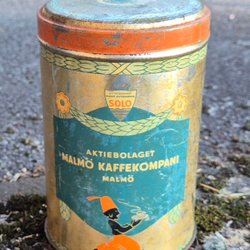 SOLO
AKTIEBOLAGET
MALMÖ KAFFEKOMPANI
MALMÖ